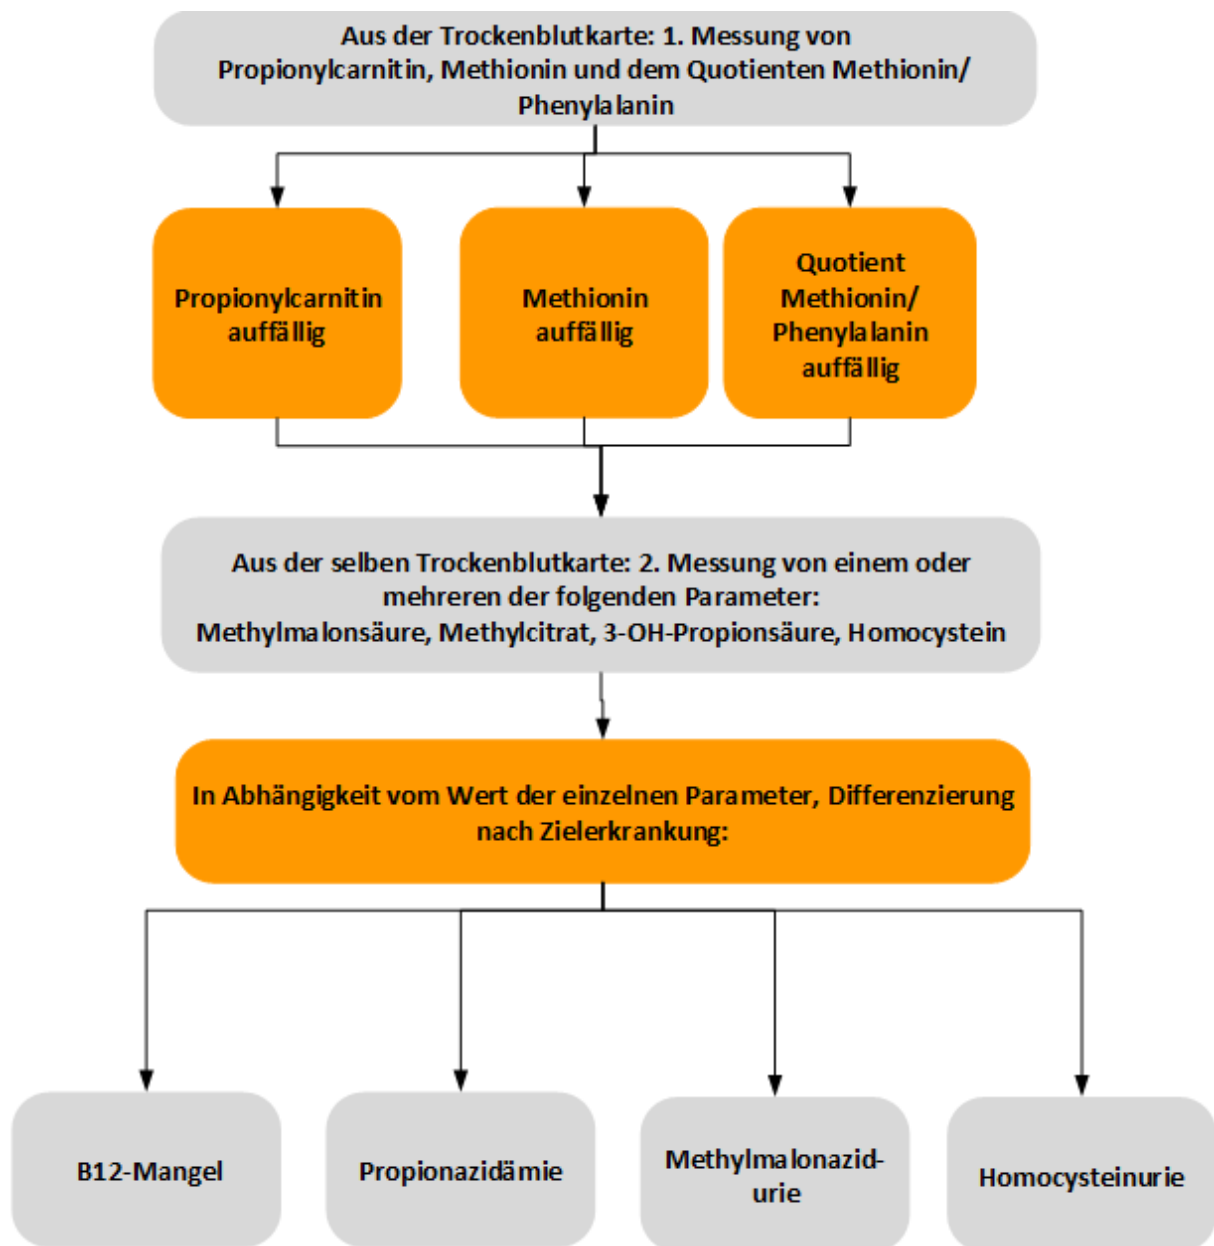 Aus der Trockenblutkarte: 1. Messung von
Propionylcarnitin, Methionin und dem Quotienten Methionin/
Phenylalanin
Propionylcarnitin
auffällig
Methionin
auffällig
Quotient
Methionin/
Phenylalanin
auffällig
Aus der selben Trockenblutkarte: 2. Messung von einem oder
mehreren der folgenden Parameter:
Methylmalonsäure, Methylcitrat, 3-OH-Propionsäure, Homocystein
In Abhängigkeit vom Wert der einzelnen Parameter, Differenzierung
nach Zielerkrankung:
B12-Mangel
Propionazidämie
Methylmalonazid-
urie
Homocysteinurie